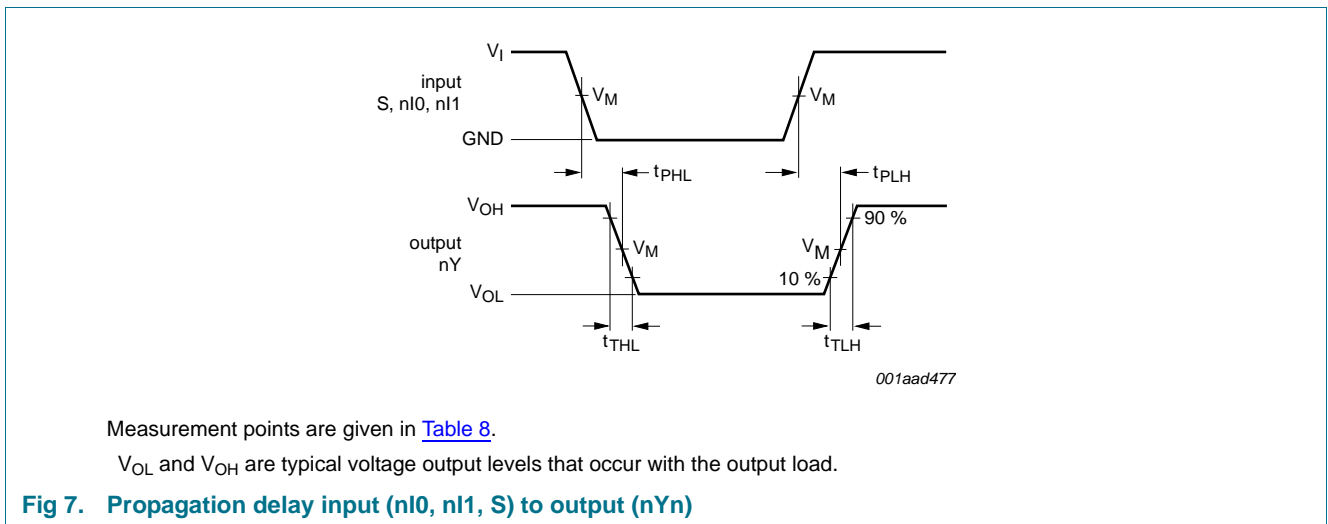 VI
input
S, nI0, nI1
VM
VM
GND
tPHL
tPLH
VOH
90 %
output
nY
VM
VM
10 %
VOL
tTHL
tTLH
001aad477
Measurement points are given in Table 8.
VOL and VOH are typical voltage output levels that occur with the output load.
Fig 7. Propagation delay input (nI0, nI1, S) to output (nYn)